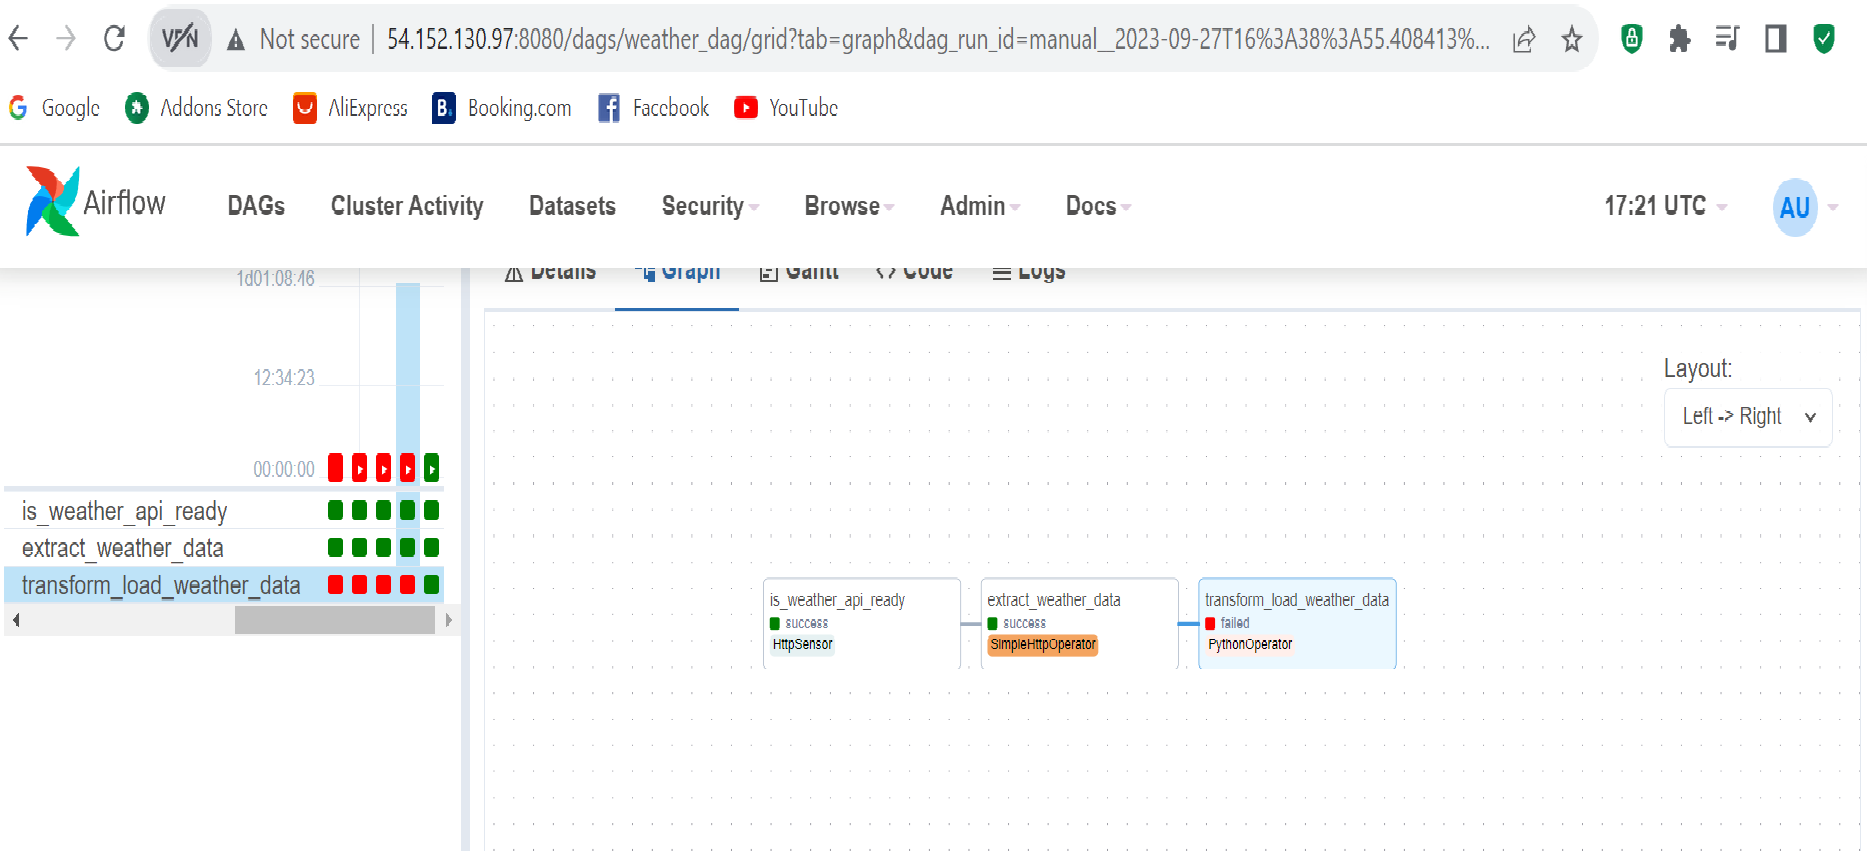 VPN Not secure 54.152.130.97:8080/dags/weather_dag/grid?tab=graph&dag_run_id=manual__2023-09-27T16%3A38%3A55.408413%...
Google Addons Store AliExpress B. Booking.com Facebook YouTube
Airflow DAGs Cluster Activity Datasets Security Browse Admin Docs 17:21 UTC AU
Details Graph Gantt Code Logs
1d01:08:46
12:34:23
00:00:00
is_weather_api_ready
extract_weather_data
transform_load_weather_data
Layout:
Left -> Right
is_weather_api_ready
success
HttpSensor
extract_weather_data
success
SimpleHttpOperator
transform_load_weather_data
failed
PythonOperator